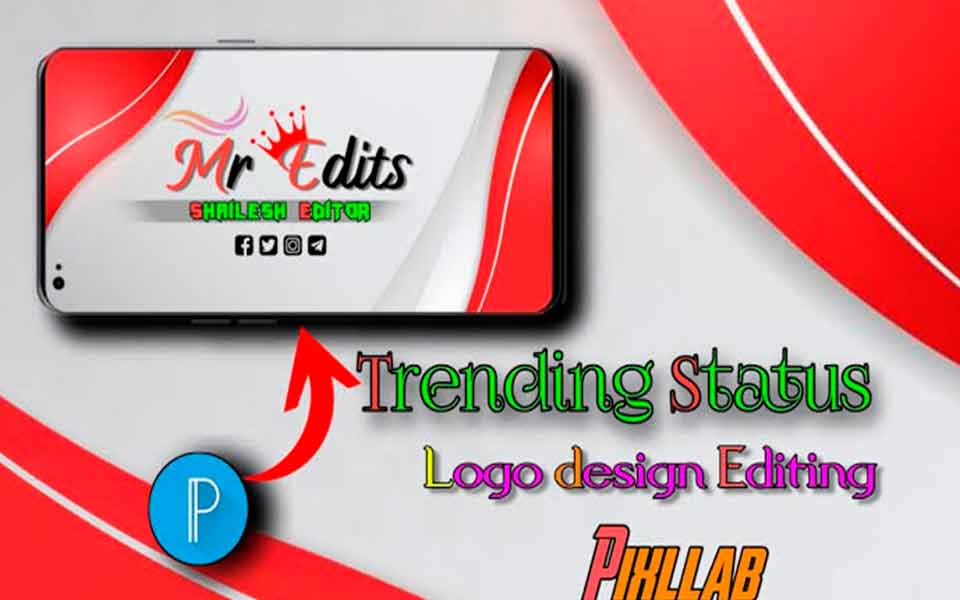 Mr Edits
SHAILESH EDITOR
Trending Status
Logo design Editing
P
PIXLLAB